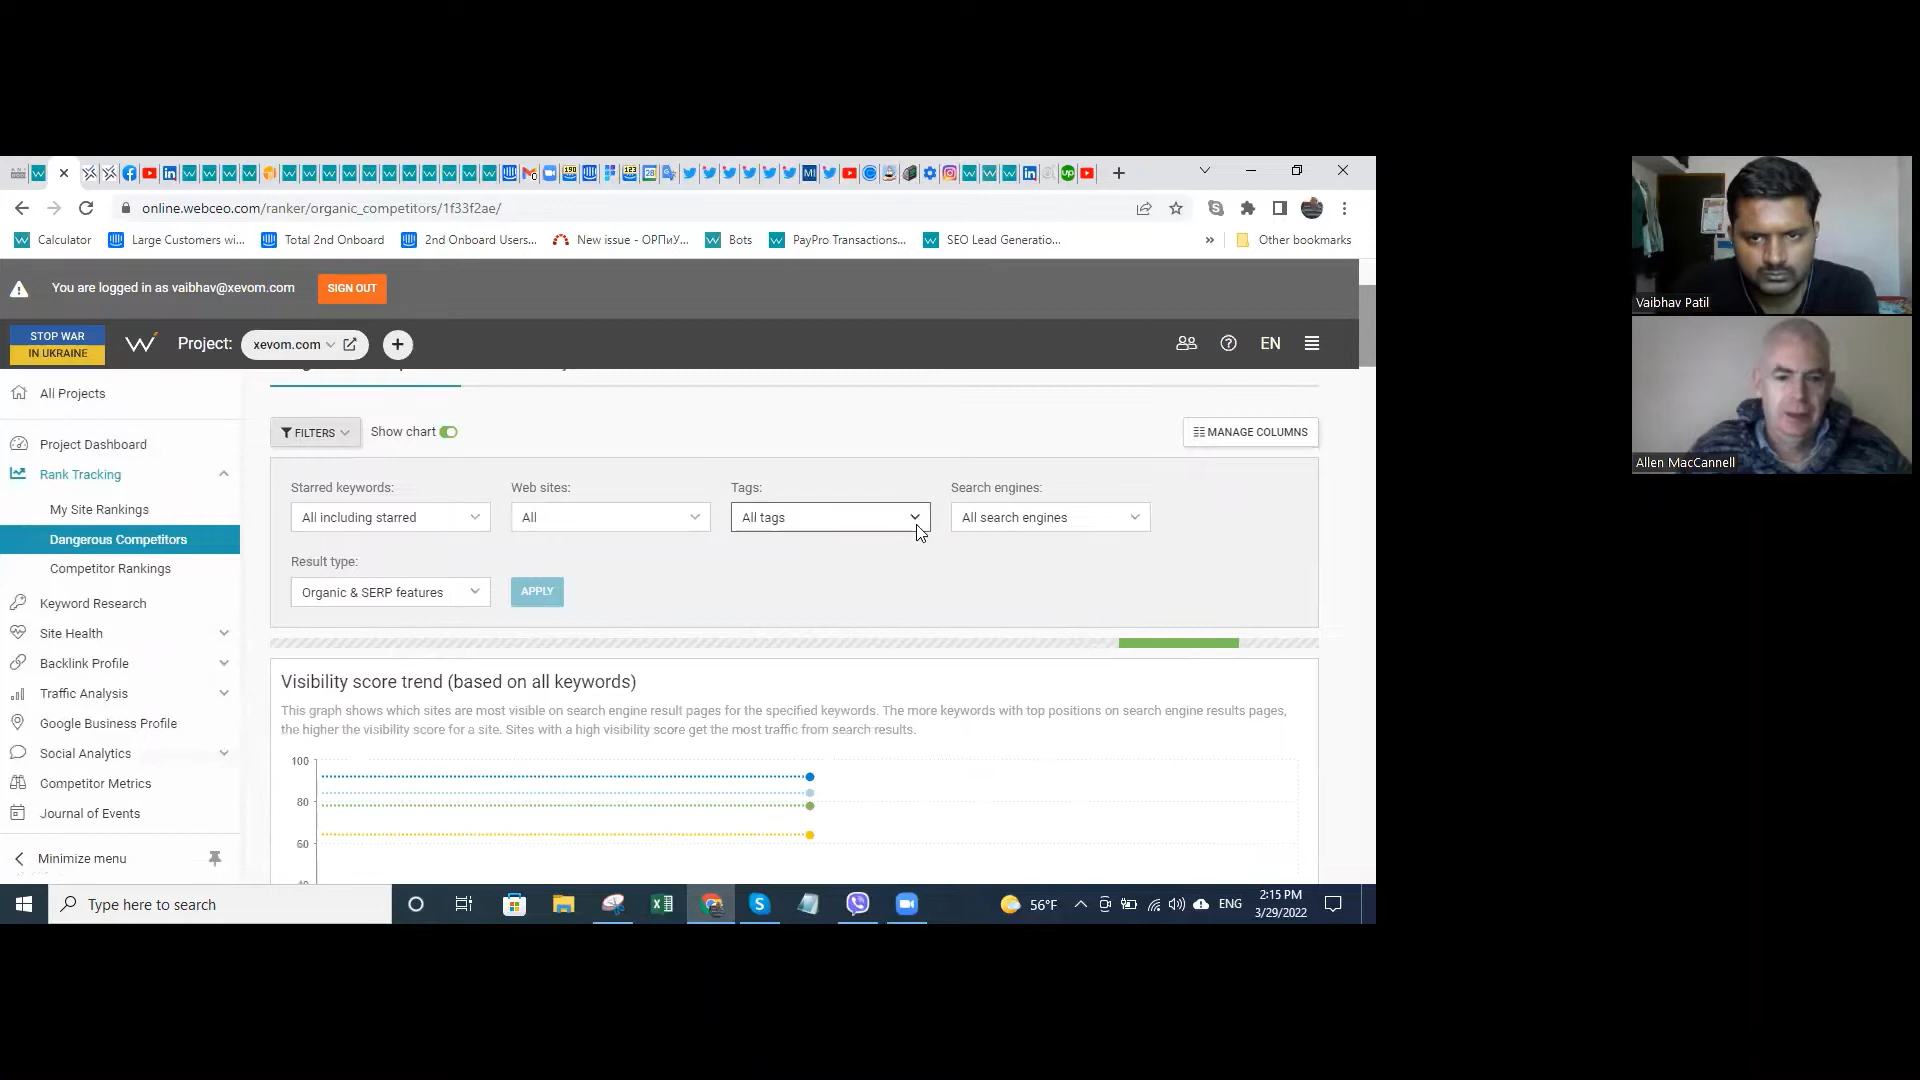 online.webceo.com/ranker/organic_competitors/1f33f2ae/
Calculator
Large Customers wi...
Total 2nd Onboard
2nd Onboard Users...
New issue - ОРПиУ...
Bots
PayPro Transactions...
SEO Lead Generatio...
»
Other bookmarks
You are logged in as vaibhav@xevom.com
SIGN OUT
STOP WAR
IN UKRAINE
Project:
xevom.com
EN
All Projects
Project Dashboard
Rank Tracking
My Site Rankings
Dangerous Competitors
Competitor Rankings
Keyword Research
Site Health
Backlink Profile
Traffic Analysis
Google Business Profile
Social Analytics
Competitor Metrics
Journal of Events
Minimize menu
FILTERS
Show chart
MANAGE COLUMNS
Starred keywords:
Web sites:
Tags:
Search engines:
All including starred
All
All tags
All search engines
Result type:
Organic & SERP features
APPLY
Visibility score trend (based on all keywords)
This graph shows which sites are most visible on search engine result pages for the specified keywords. The more keywords with top positions on search engine results pages,
the higher the visibility score for a site. Sites with a high visibility score get the most traffic from search results.
100
80
60
Type here to search
56°F
ENG
2:15 PM
3/29/2022
Vaibhav Patil
Allen MacCannell